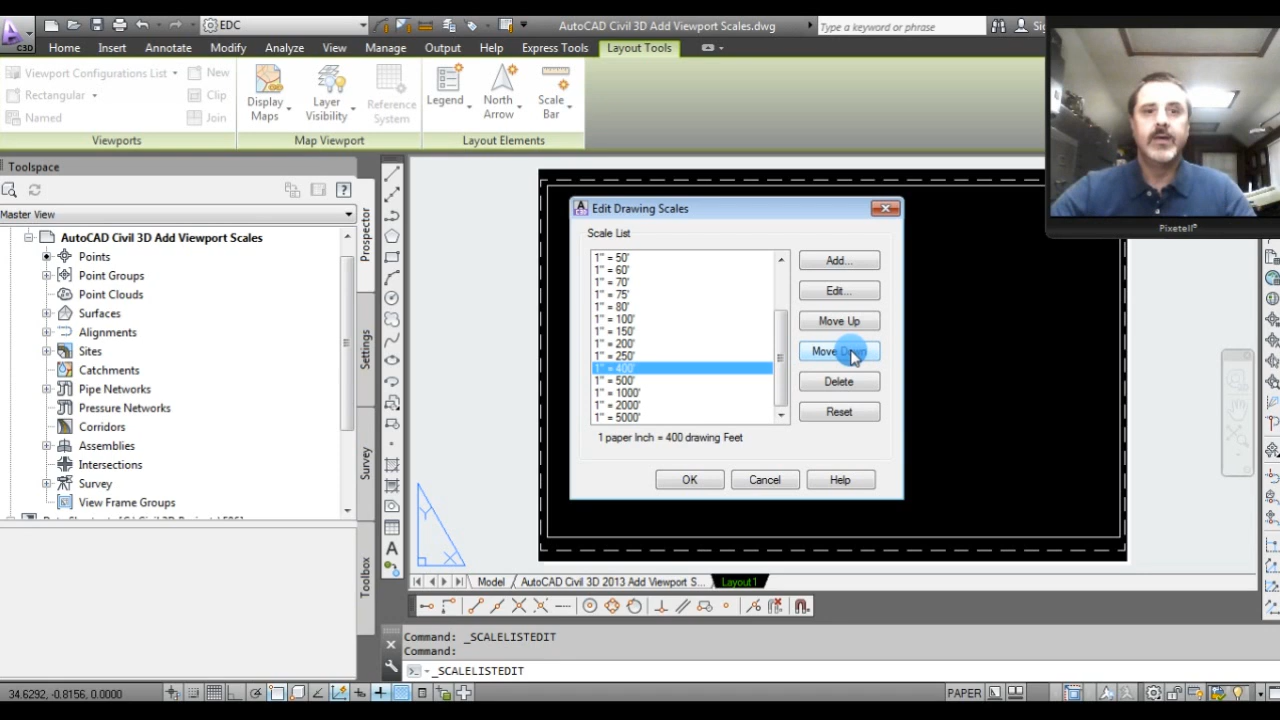 EDC
AutoCAD Civil 3D Add Viewport Scales.dwg
Type a keyword or phrase
C3D
Home Insert Annotate Modify Analyze View Manage Output Help Express Tools Layout Tools
Viewport Configurations List
Rectangular
Named
New
Clip
Join
Display Maps
Layer Visibility
Reference System
Legend
North Arrow
Scale Bar
Viewports
Map Viewport
Layout Elements
Pixetell®
Toolspace
Master View
AutoCAD Civil 3D Add Viewport Scales
Points
Point Groups
Point Clouds
Surfaces
Alignments
Sites
Catchments
Pipe Networks
Pressure Networks
Corridors
Assemblies
Intersections
Survey
View Frame Groups
Prospector
Settings
Survey
Toolbox
Edit Drawing Scales
Scale List
1" = 50'
1" = 60'
1" = 70'
1" = 75'
1" = 80'
1" = 100'
1" = 150'
1" = 200'
1" = 250'
1" = 400'
1" = 500'
1" = 1000'
1" = 2000'
1" = 5000'
Add...
Edit...
Move Up
Move Down
Delete
Reset
1 paper Inch = 400 drawing Feet
OK Cancel Help
Y
X
Model AutoCAD Civil 3D 2013 Add Viewport S... Layout1
Command: _SCALELISTEDIT
Command:
_SCALELISTEDIT
34.6292, -0.8156, 0.0000
PAPER